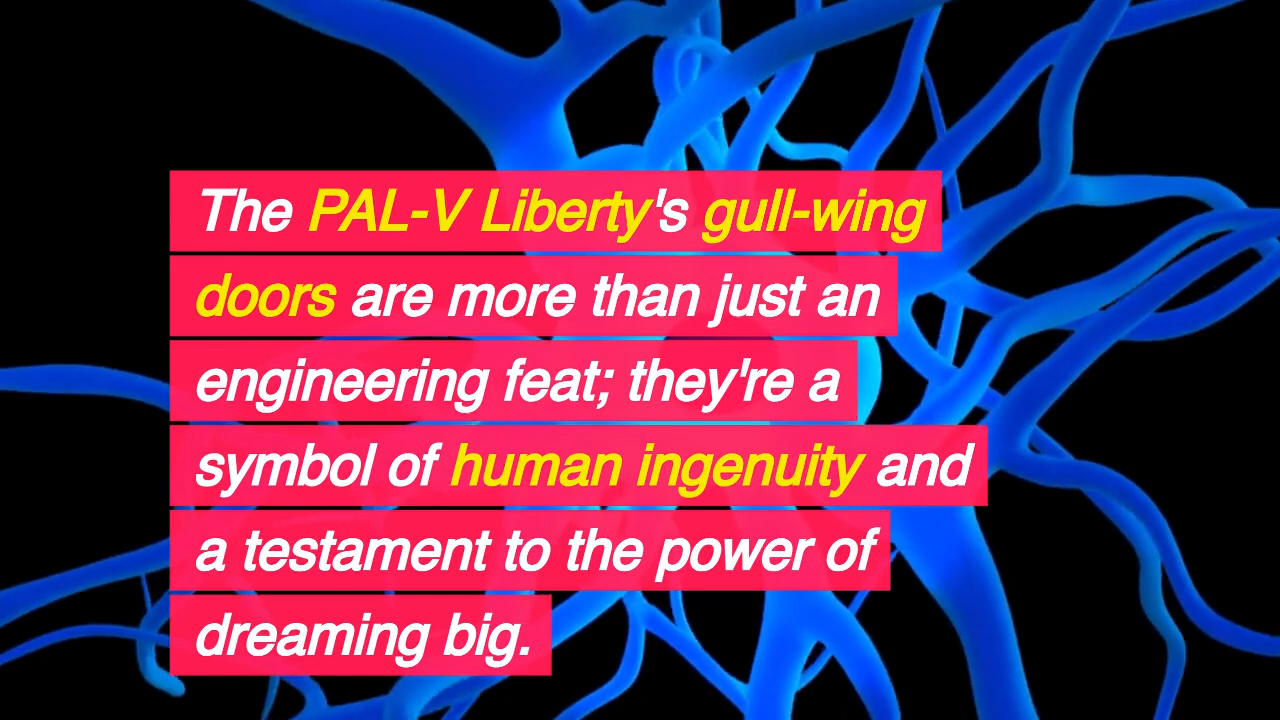 The PAL-V Liberty's gull-wing
doors are more than just an
engineering feat; they're a
symbol of human ingenuity and
a testament to the power of
dreaming big.